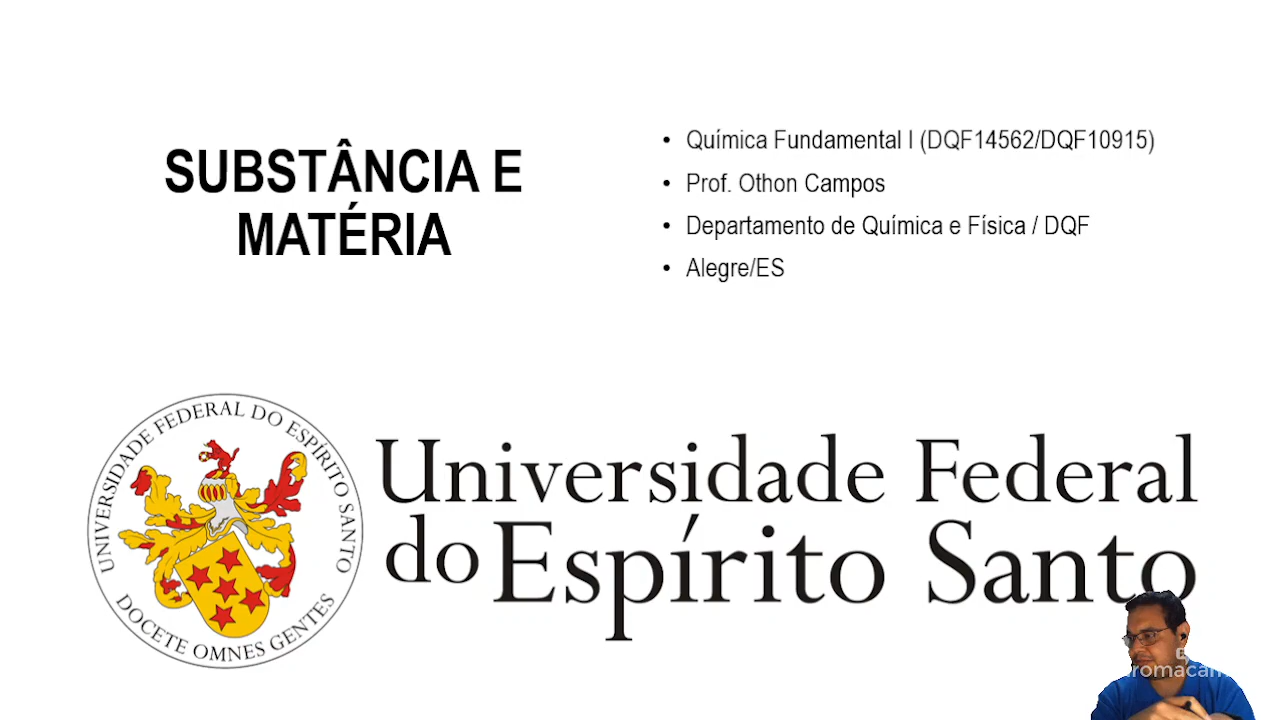 SUBSTÂNCIA E
MATÉRIA
• Química Fundamental I (DQF14562/DQF10915)
• Prof. Othon Campos
• Departamento de Química e Física / DQF
• Alegre/ES
UNIVERSIDADE FEDERAL DO ESPÍRITO SANTO
DOCETE OMNES GENTES
Universidade Federal
do Espírito Santo